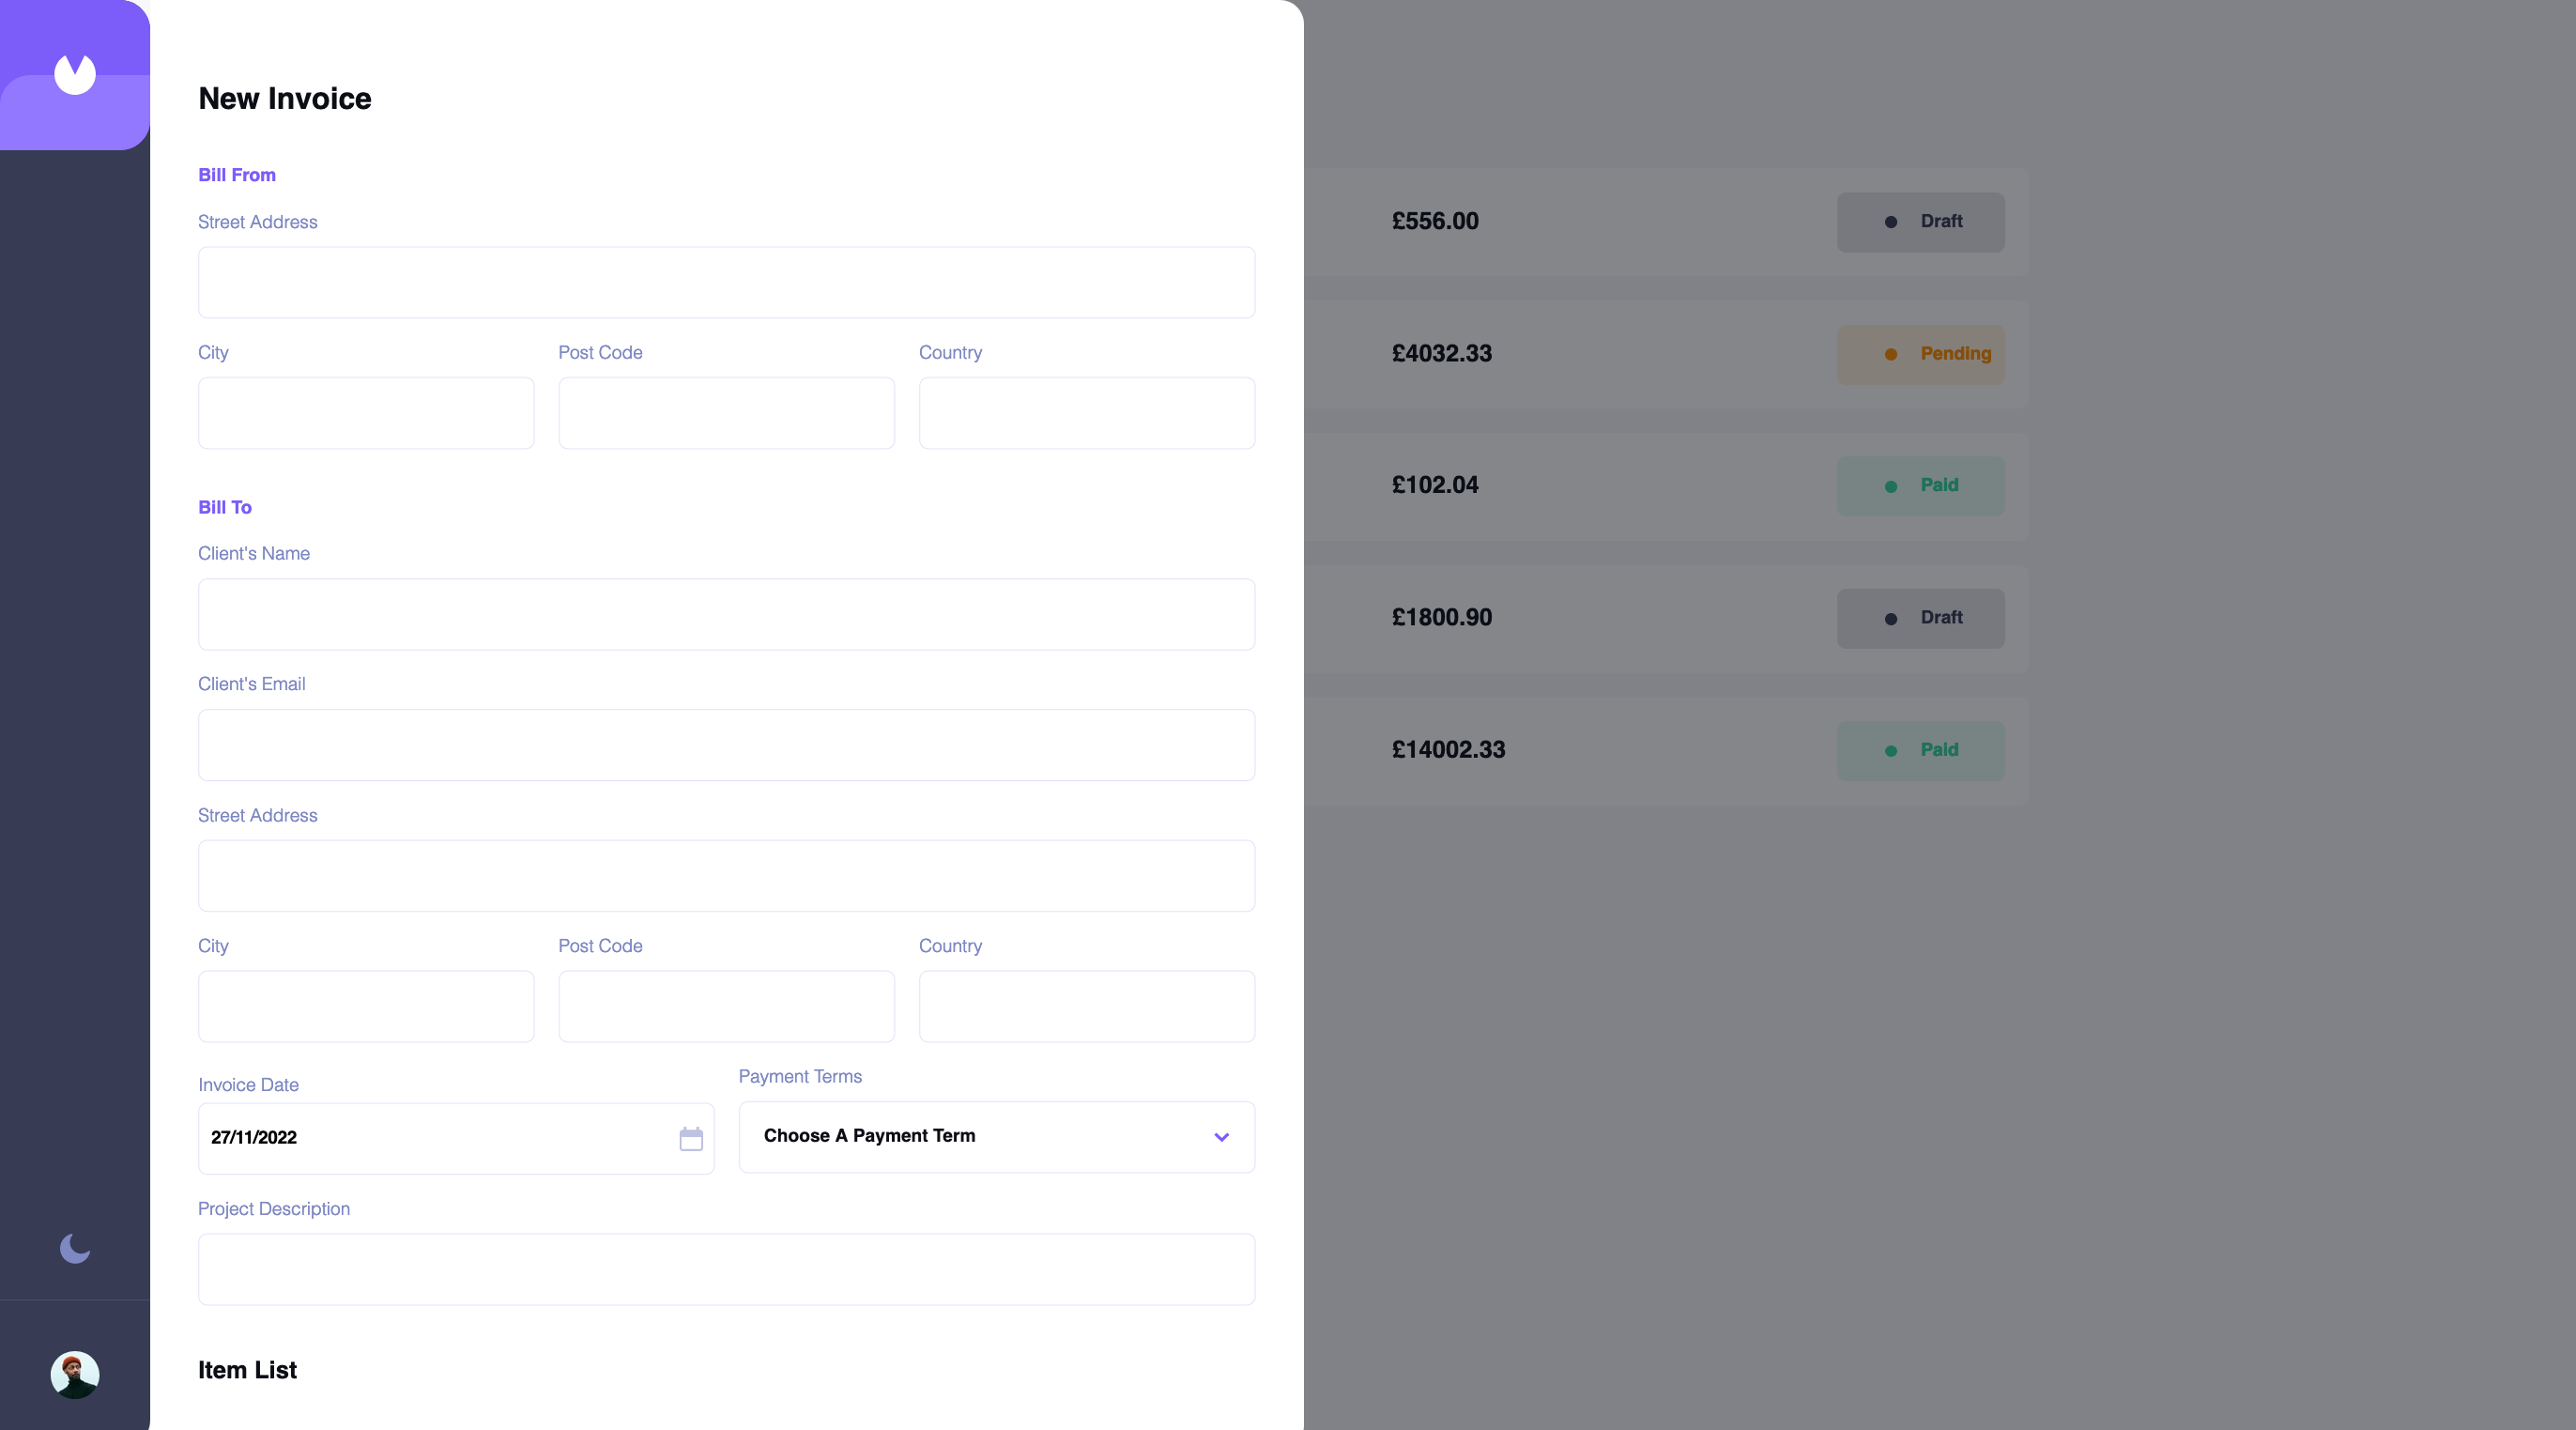 New Invoice
Bill From
Street Address
City Post Code Country
Bill To
Client's Name
Client's Email
Street Address
City Post Code Country
Invoice Date Payment Terms
27/11/2022 Choose A Payment Term
Project Description
Item List
£556.00 Draft
£4032.33 Pending
£102.04 Paid
£1800.90 Draft
£14002.33 Paid